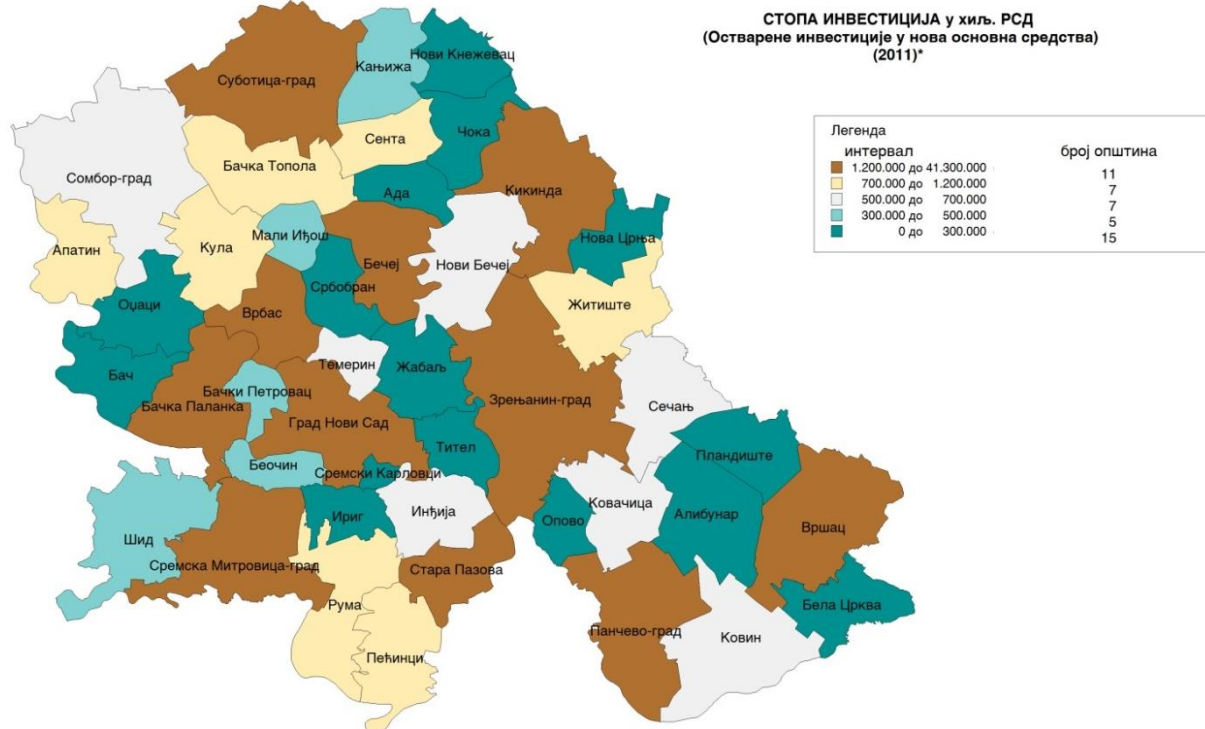 СТОПА ИНВЕСТИЦИЈА у хиљ. РСД
(Остварене инвестиције у нова основна средства)
(2011)*
Легенда
интервал број општина
1.200.000 до 41.300.000 11
700.000 до 1.200.000 7
500.000 до 700.000 7
300.000 до 500.000 5
0 до 300.000 15
Нови Кнежевац
Кањижа
Суботица-град
Чока
Сента
Бачка Топола
Сомбор-град
Ада
Кикинда
Мали Иђош
Нова Црња
Кула
Апатин
Бечеј
Нови Бечеј
Србобран
Оџаци
Житиште
Врбас
Темерин
Жабаљ
Бач
Бачки Петровац
Зрењанин-град
Бачка Паланка
Сечањ
Град Нови Сад
Тител
Пландиште
Беочин
Сремски Карловци
Ковачица
Инђија
Алибунар
Ириг
Опово
Вршац
Шид
Сремска Митровица-град
Стара Пазова
Рума
Бела Црква
Панчево-град
Ковин
Пећинци